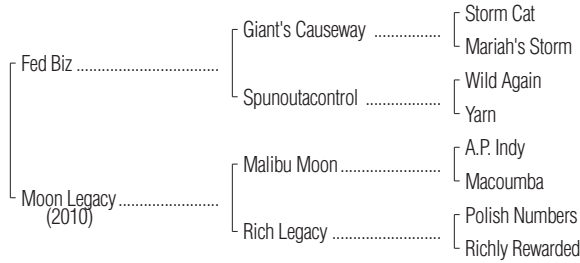 Storm Cat
Giant's Causeway ..................
Mariah's Storm
Fed Biz ................................
Wild Again
Spunoutacontrol .................
Yarn
A.P. Indy
Malibu Moon .......................
Macoumba
Moon Legacy .......................
(2010)
Polish Numbers
Rich Legacy .........................
Richly Rewarded